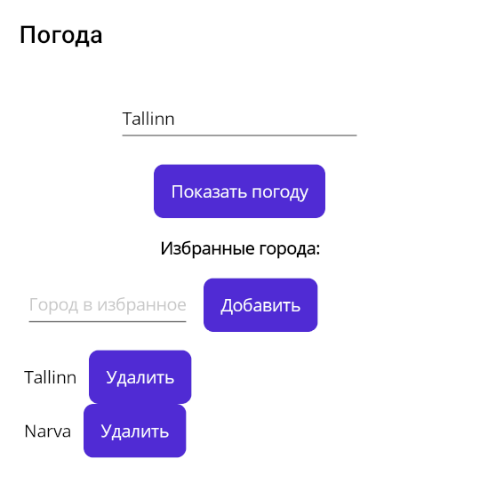 Погода
Tallinn
Показать погоду
Избранные города:
Город в избранное Добавить
Tallinn Удалить
Narva Удалить